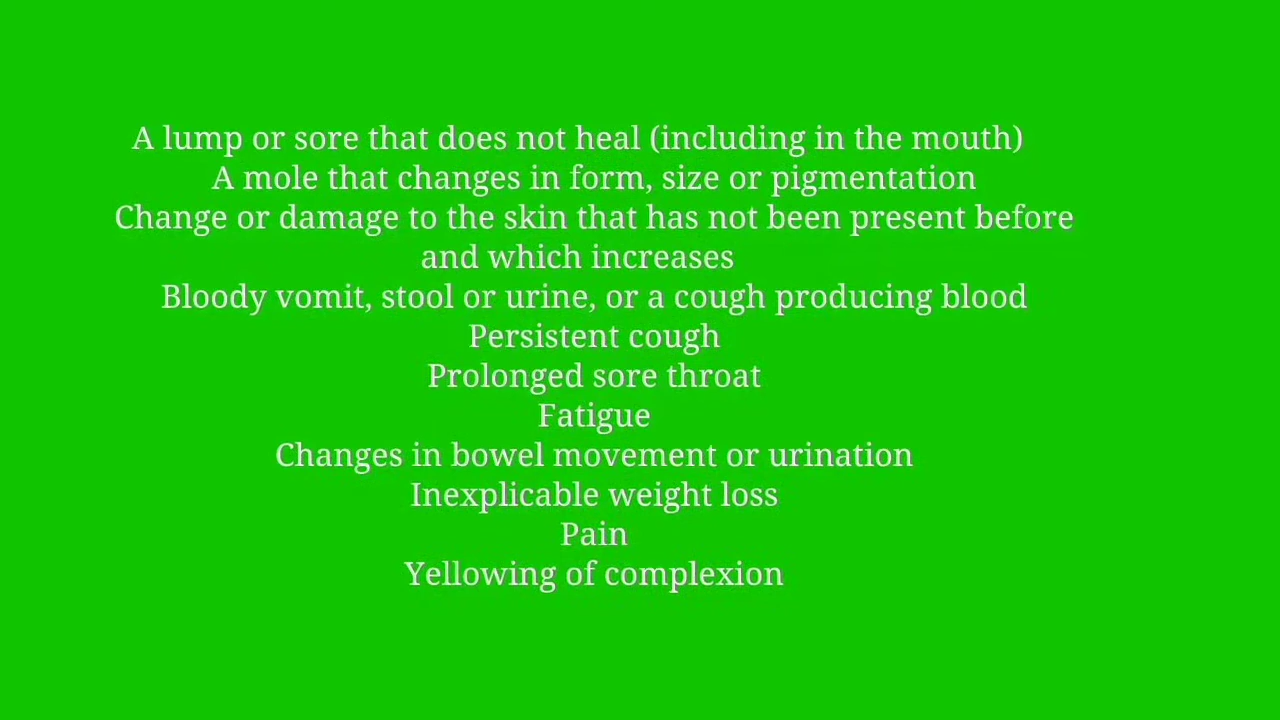 A lump or sore that does not heal (including in the mouth)
A mole that changes in form, size or pigmentation
Change or damage to the skin that has not been present before
and which increases
Bloody vomit, stool or urine, or a cough producing blood
Persistent cough
Prolonged sore throat
Fatigue
Changes in bowel movement or urination
Inexplicable weight loss
Pain
Yellowing of complexion